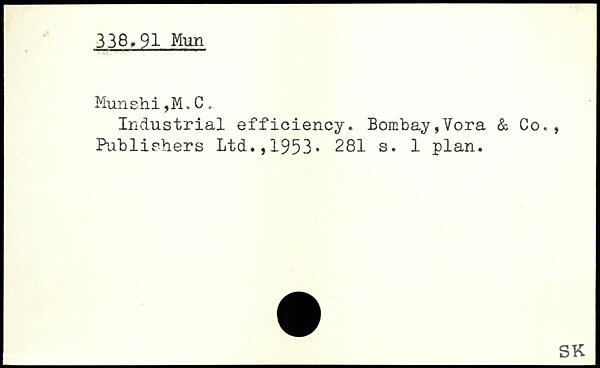 338.91 Mun
Munshi,M.C.
Industrial efficiency. Bombay,Vora & Co.,
Publishers Ltd.,1953. 281 s. 1 plan.
SK